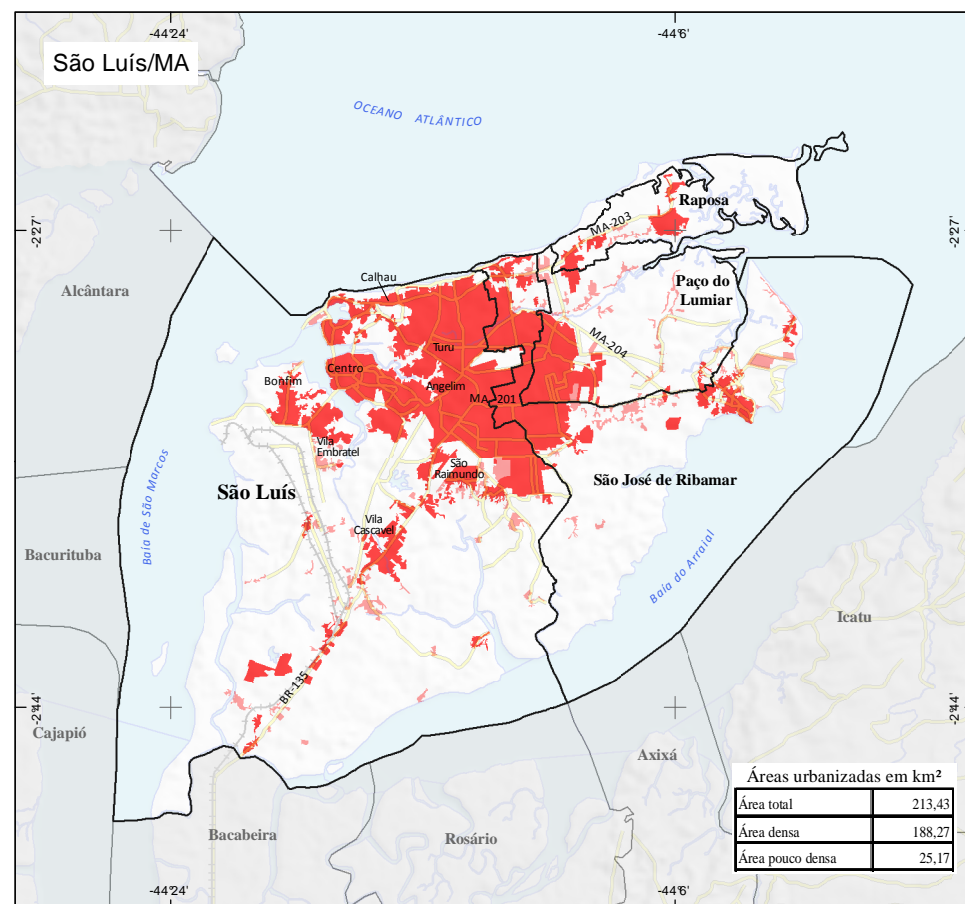 -44°24'
-44°6'
São Luís/MA
OCEANO ATLÂNTICO
Raposa
MA-203
-2°27'
-2°27'
Calhau
Alcântara
Paço do
Lumiar
MA-204
Turu
Centro
Bonfim
Angelim
MA-201
Vila
Embratel
São
Raimundo
São José de Ribamar
São Luís
Baía de São Marcos
Vila
Cascavel
Bacurituba
Baía do Arraial
Icatu
BR-135
-2°44'
-2°44'
Cajapió
Axixá
Bacabeira
Rosário
Áreas urbanizadas em km²
Área total 213,43
Área densa 188,27
Área pouco densa 25,17
-44°24'
-44°6'